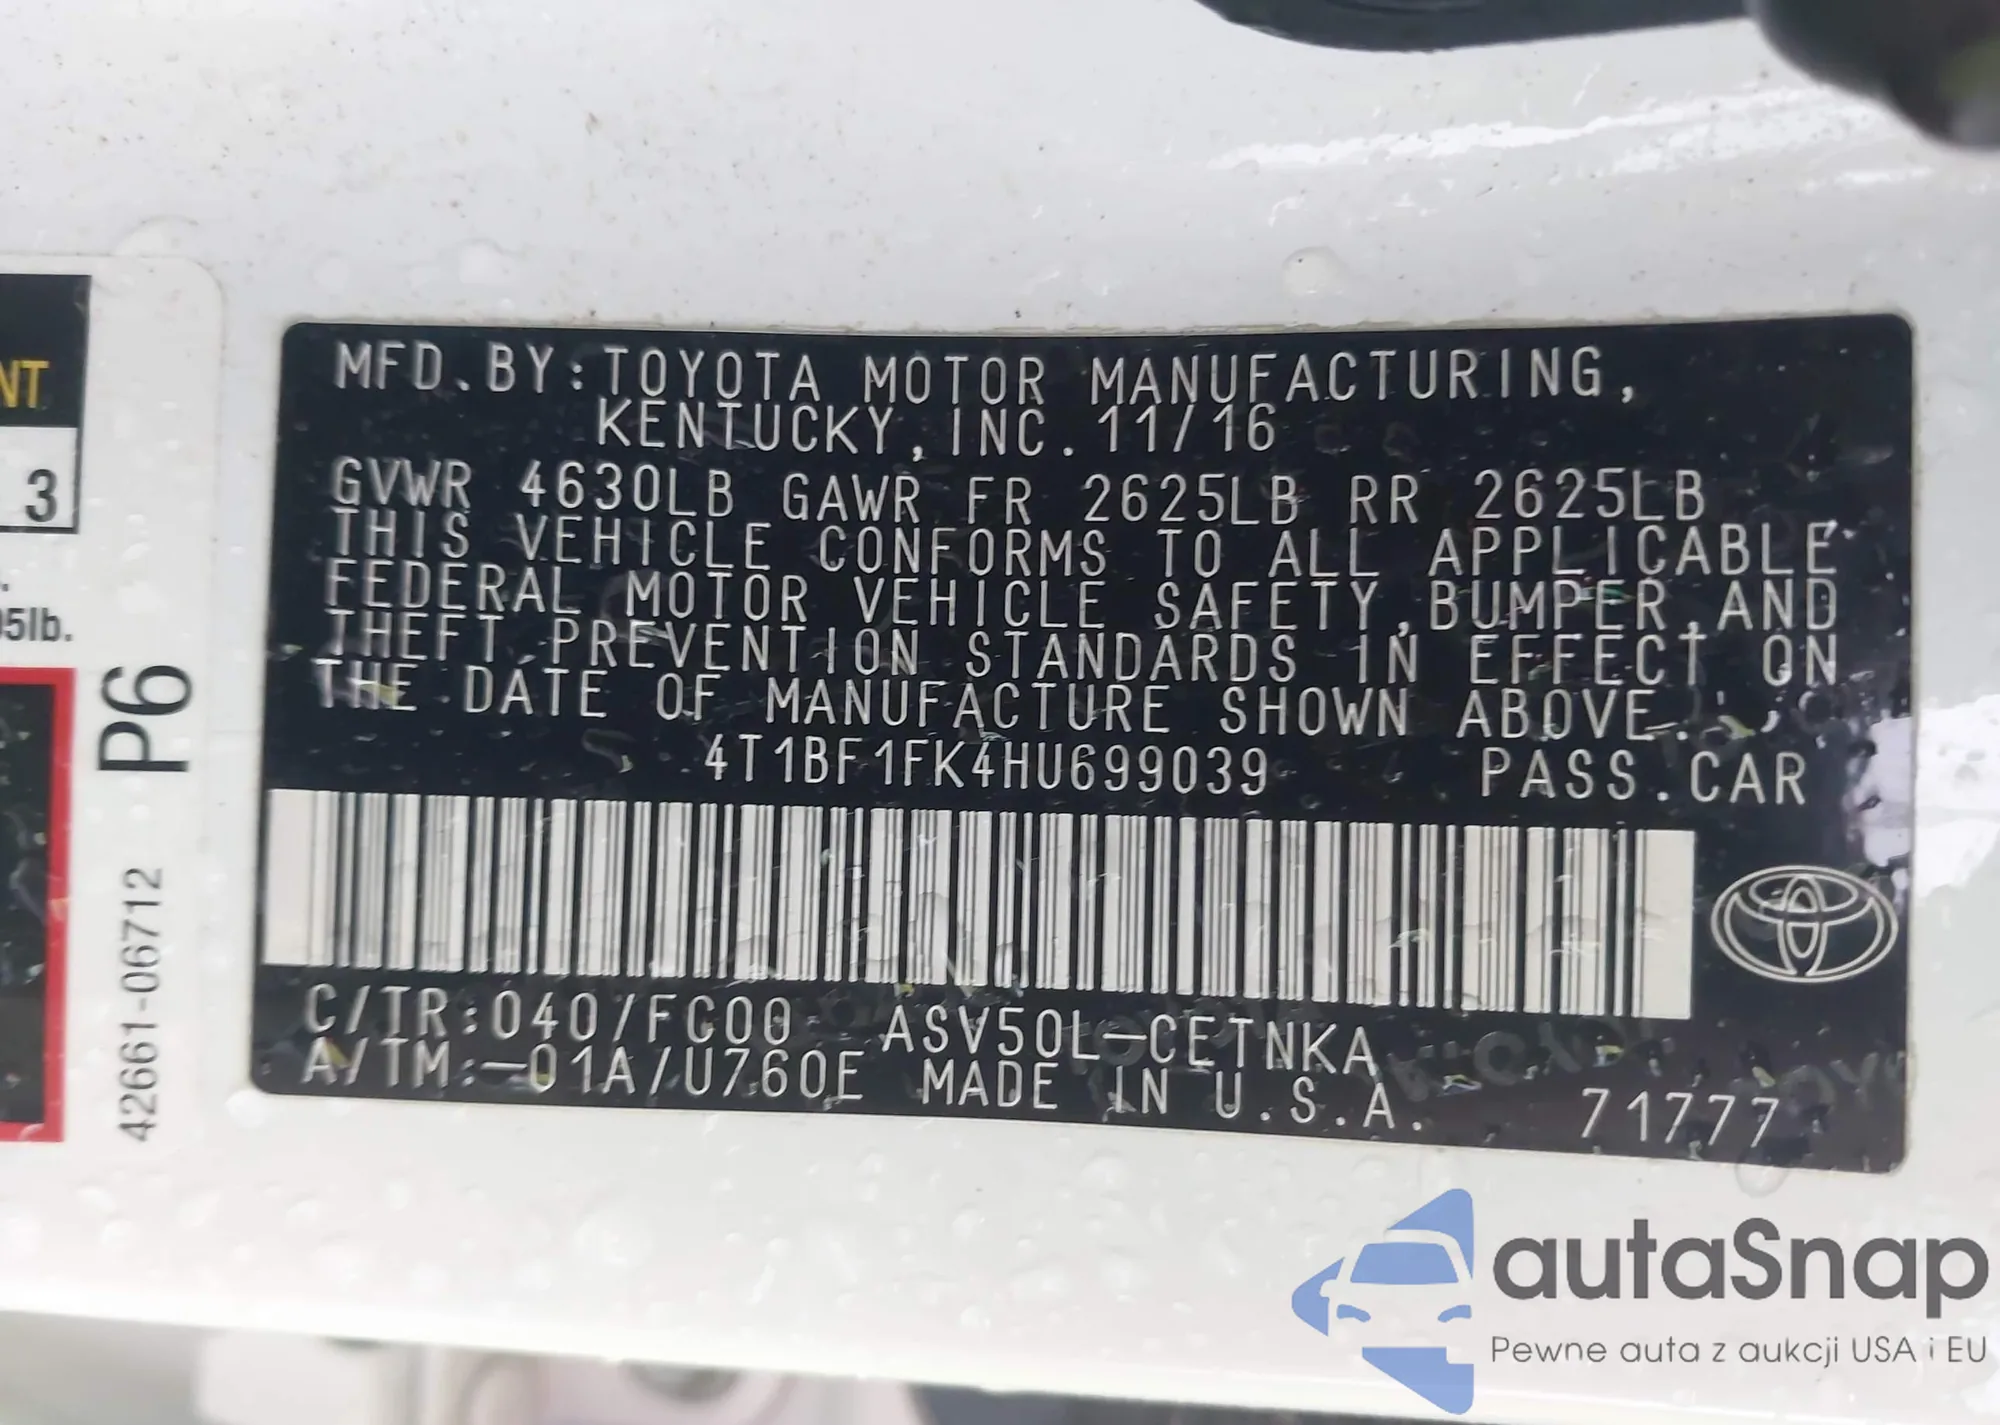 NT
3
5lb.
P6
42661-06712
MFD.BY:TOYOTA MOTOR MANUFACTURING,
KENTUCKY,INC.11/16
GVWR 4630LB GAWR FR 2625LB RR 2625LB
THIS VEHICLE CONFORMS TO ALL APPLICABLE
FEDERAL MOTOR VEHICLE SAFETY,BUMPER,AND
THEFT PREVENTION STANDARDS IN EFFECT ON
THE DATE OF MANUFACTURE SHOWN ABOVE.
4T1BF1FK4HU699039 PASS.CAR
C/TR:040/FC00 ASV50L-CETNKA
A/TM:-01A/U760E MADE IN U.S.A. 71777
autaSnap
Pewne auta z aukcji USA i EU